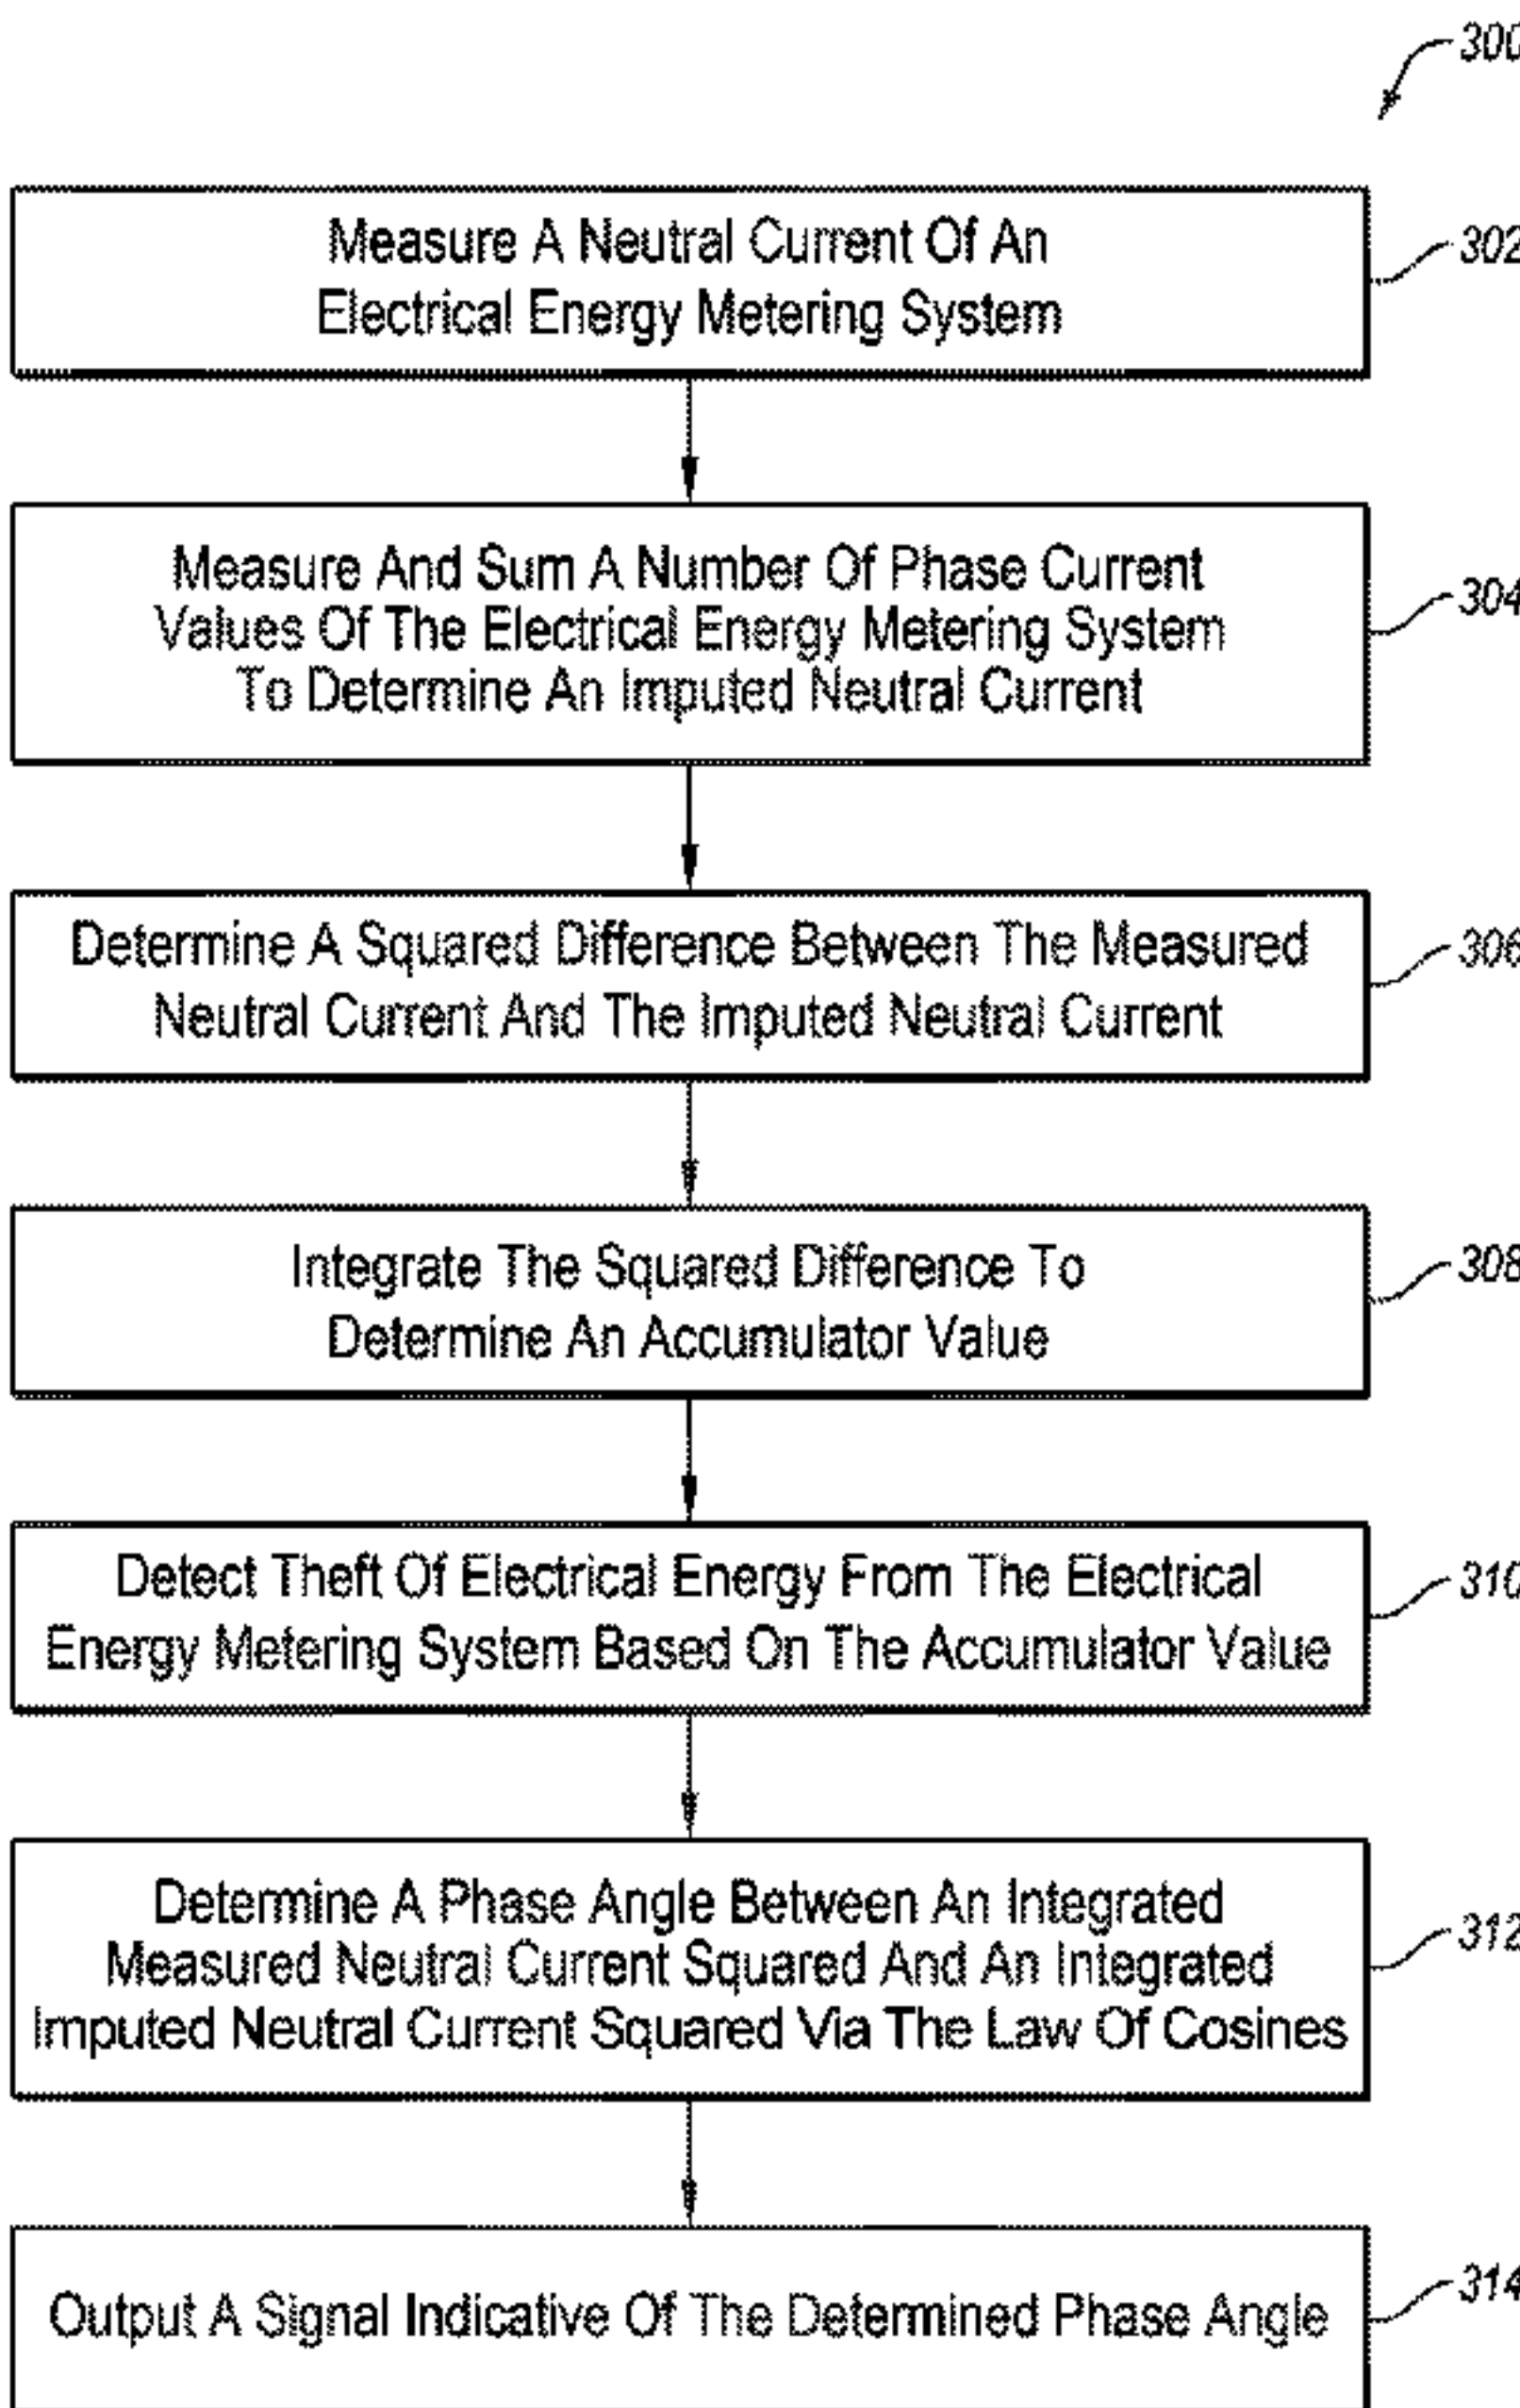 300
Measure A Neutral Current Of An
Electrical Energy Metering System
302
Measure And Sum A Number Of Phase Current
Values Of The Electrical Energy Metering System
To Determine An Imputed Neutral Current
304
Determine A Squared Difference Between The Measured
Neutral Current And The Imputed Neutral Current
306
Integrate The Squared Difference To
Determine An Accumulator Value
308
Detect Theft Of Electrical Energy From The Electrical
Energy Metering System Based On The Accumulator Value
310
Determine A Phase Angle Between An Integrated
Measured Neutral Current Squared And An Integrated
Imputed Neutral Current Squared Via The Law Of Cosines
312
Output A Signal Indicative Of The Determined Phase Angle
314